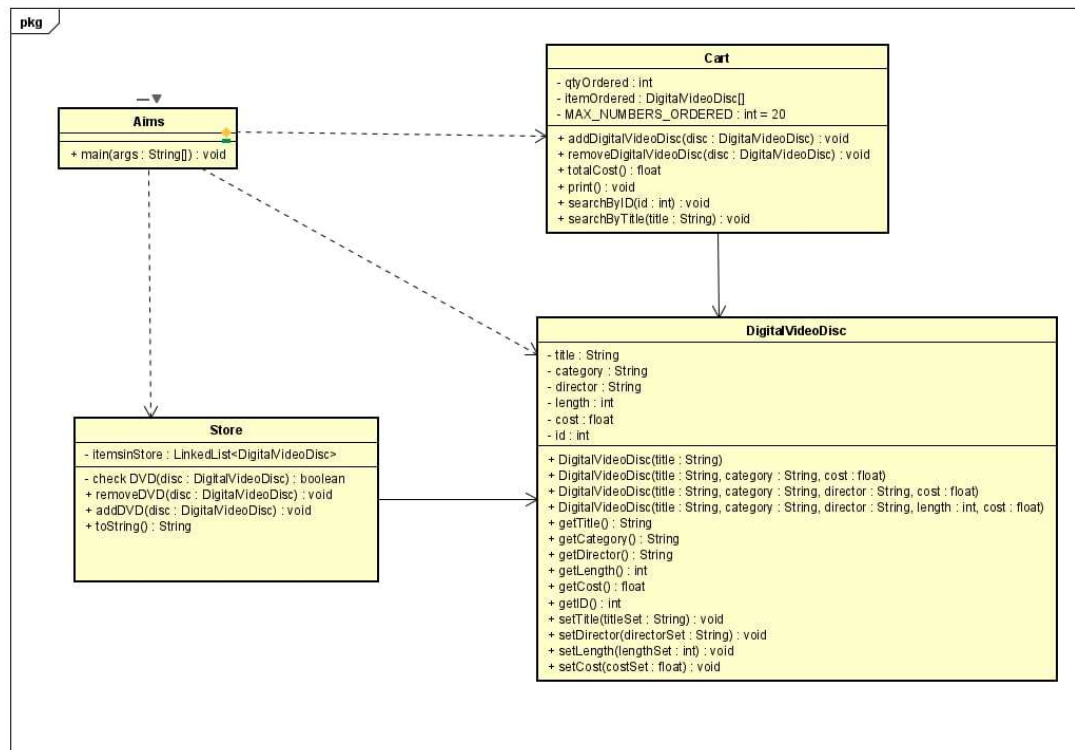 pkg
Aims
+ main(args : String[]) : void
Cart
- qtyOrdered : int
- itemOrdered : DigitalVideoDisc[]
- MAX_NUMBERS_ORDERED : int = 20
+ addDigitalVideoDisc(disc : DigitalVideoDisc) : void
+ removeDigitalVideoDisc(disc : DigitalVideoDisc) : void
+ totalCost() : float
+ print() : void
+ searchByID(id : int) : void
+ searchByTitle(title : String) : void
Store
- itemsinStore : LinkedList<DigitalVideoDisc>
- check DVD(disc : DigitalVideoDisc) : boolean
+ removeDVD(disc : DigitalVideoDisc) : void
+ addDVD(disc : DigitalVideoDisc) : void
+ toString() : String
DigitalVideoDisc
- title : String
- category : String
- director : String
- length : int
- cost : float
- id : int
+ DigitalVideoDisc(title : String)
+ DigitalVideoDisc(title : String, category : String, cost : float)
+ DigitalVideoDisc(title : String, category : String, director : String, cost : float)
+ DigitalVideoDisc(title : String, category : String, director : String, length : int, cost : float)
+ getTitle() : String
+ getCategory() : String
+ getDirector() : String
+ getLength() : int
+ getCost() : float
+ getID() : int
+ setTitle(titleSet : String) : void
+ setDirector(directorSet : String) : void
+ setLength(lengthSet : int) : void
+ setCost(costSet : float) : void